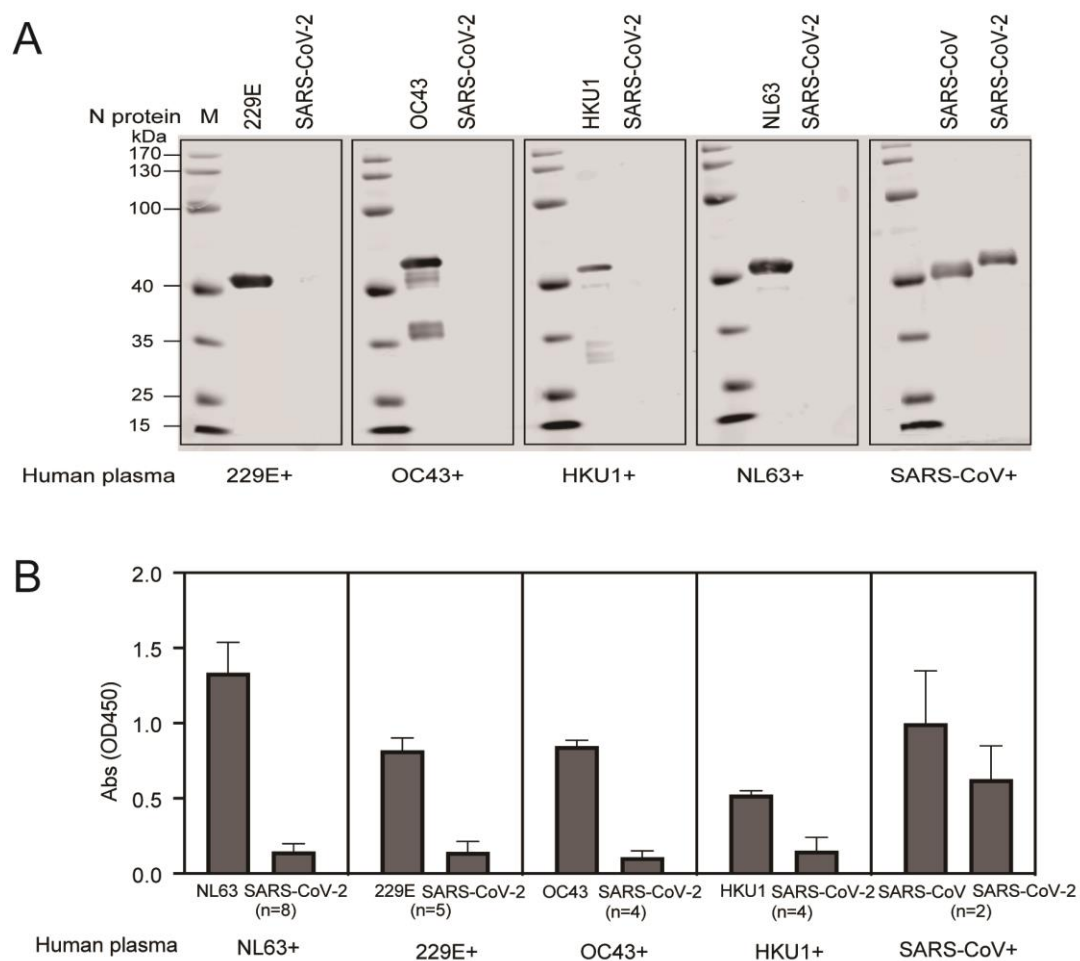 A
N protein M 229E SARS-CoV-2 OC43 SARS-CoV-2 HKU1 SARS-CoV-2 NL63 SARS-CoV-2 SARS-CoV SARS-CoV-2
kDa
170
130
100
40
35
25
15
Human plasma 229E+ OC43+ HKU1+ NL63+ SARS-CoV+
B
Abs (OD450)
2.0
1.5
1.0
0.5
0.0
NL63 SARS-CoV-2 229E SARS-CoV-2 OC43 SARS-CoV-2 HKU1 SARS-CoV-2 SARS-CoV SARS-CoV-2
(n=8) (n=5) (n=4) (n=4) (n=2)
Human plasma NL63+ 229E+ OC43+ HKU1+ SARS-CoV+